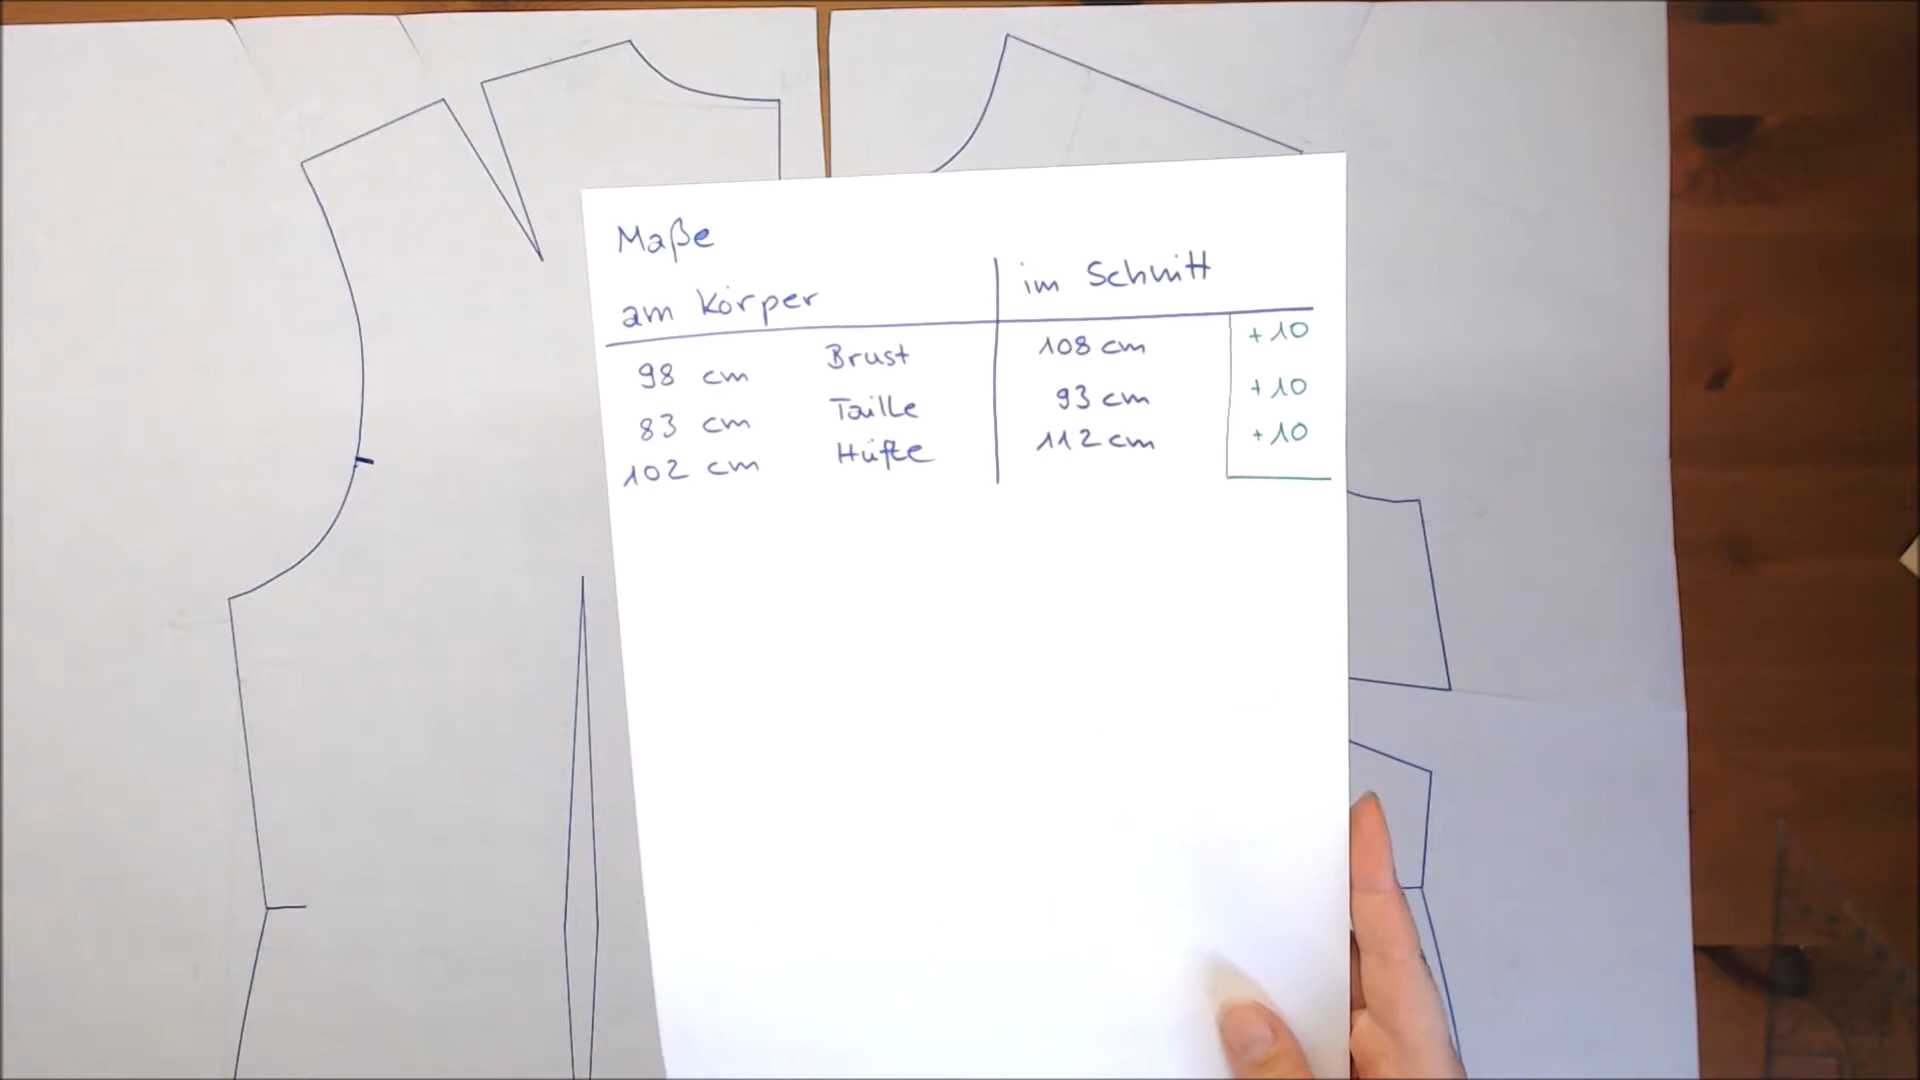 Maße
am Körper im Schnitt
98 cm Brust 108 cm +10
83 cm Taille 93 cm +10
102 cm Hüfte 112 cm +10